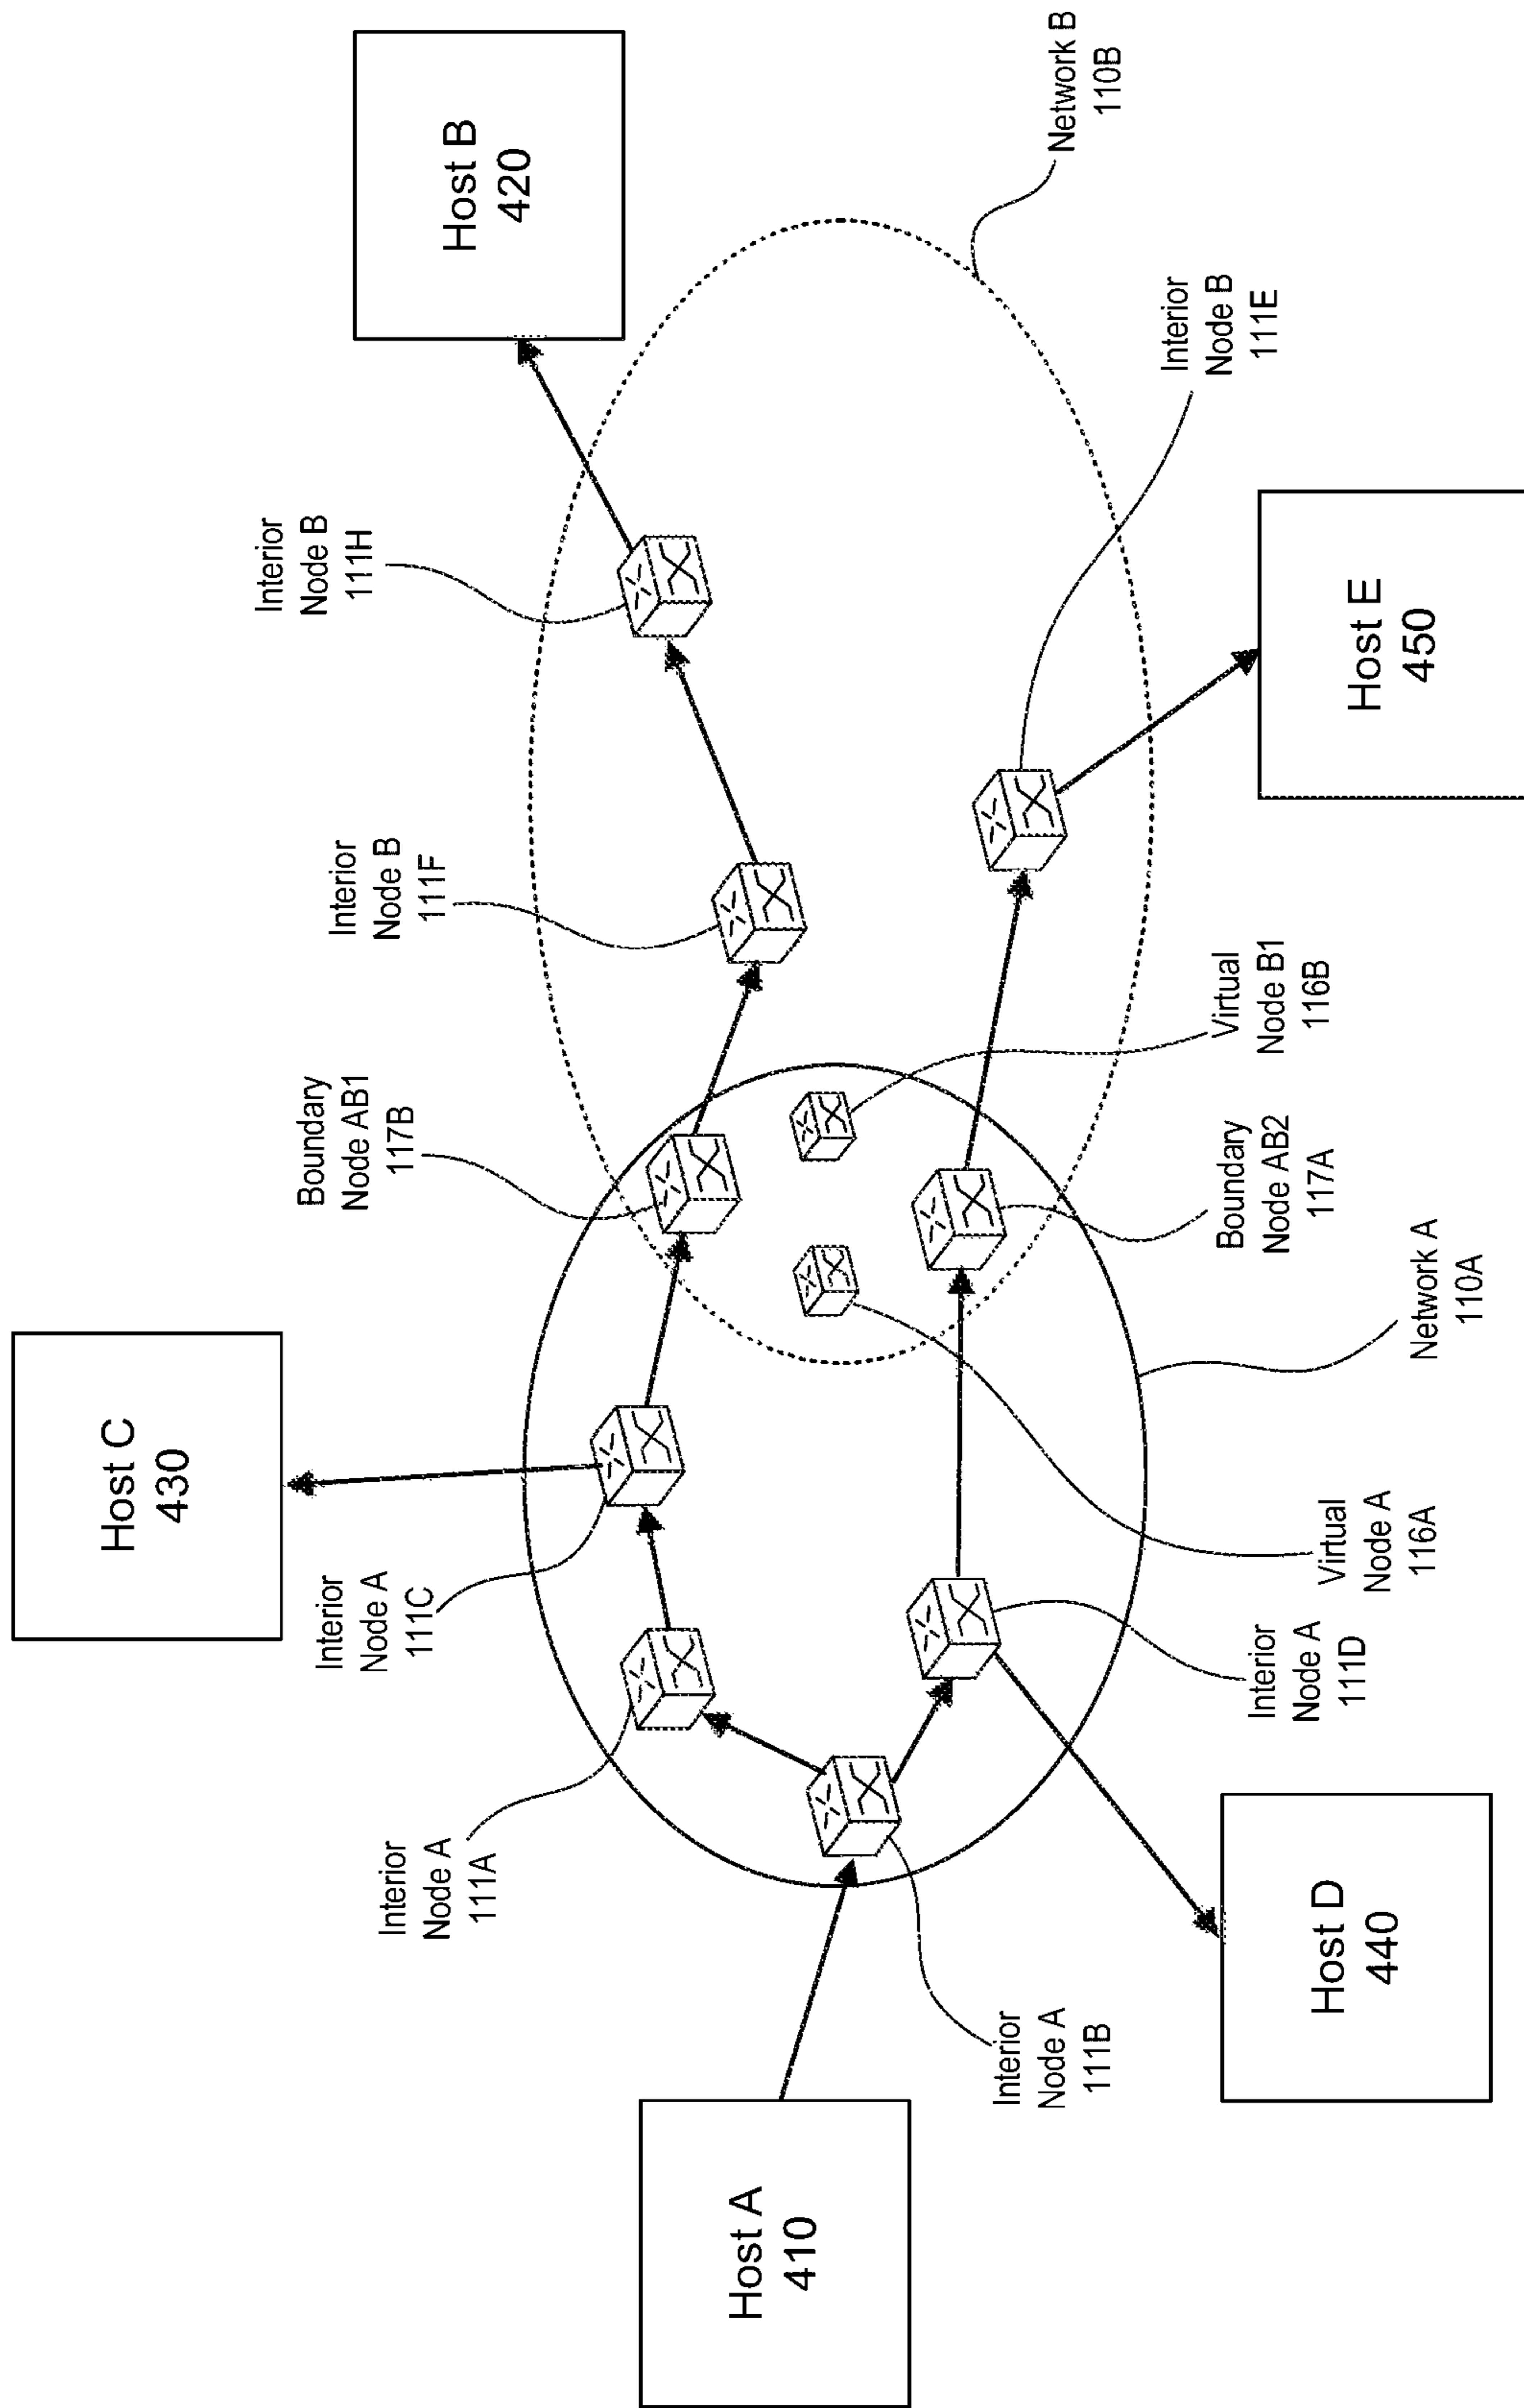 Host C
430
Host B
420
Interior
Node B
111H
Interior
Node B
111F
Boundary
Node AB1
117B
Interior
Node A
111C
Interior
Node A
111A
Host A
410
Interior
Node A
111B
Host D
440
Interior
Node A
111D
Virtual
Node A
116A
Network A
110A
Boundary
Node AB2
117A
Virtual
Node B1
116B
Host E
450
Interior
Node B
111E
Network B
110B